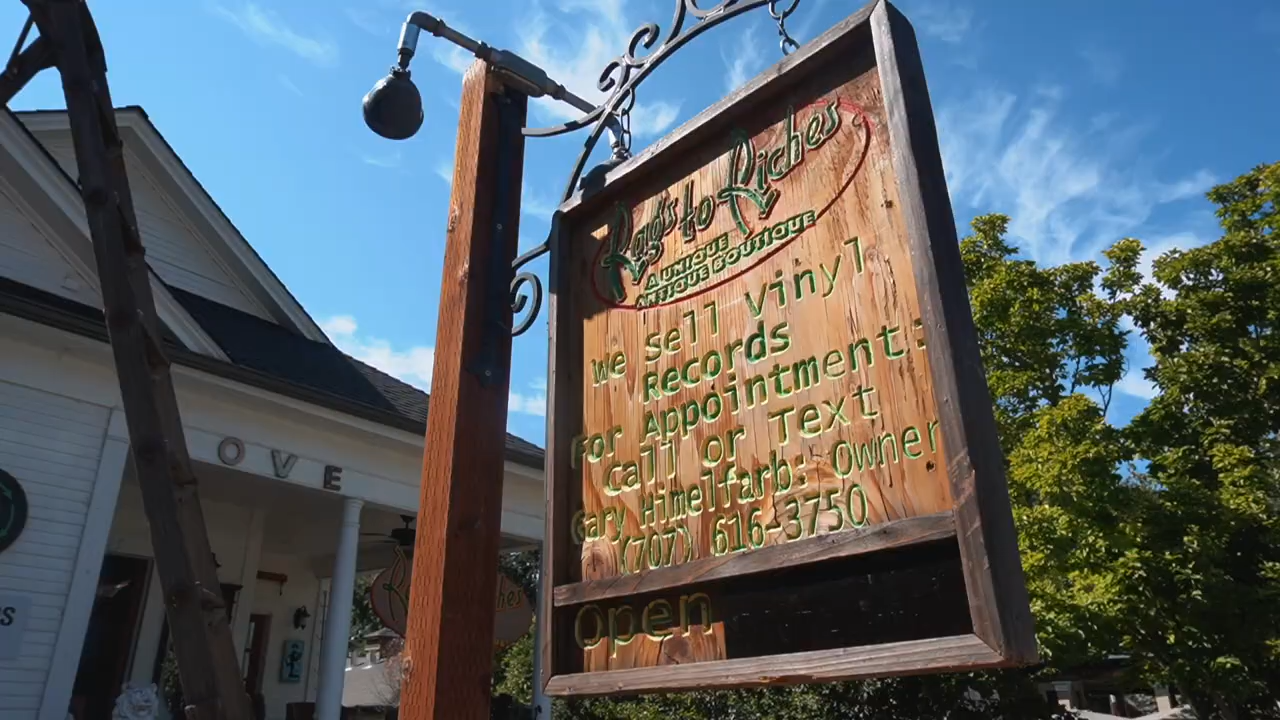 Rags to Riches
A UNIQUE
ANTIQUE BOUTIQUE
We Sell Vinyl
Records
For Appointment:
Call or Text
Gary Himelfarb: Owner
(707) 616-3750
Open
OVE